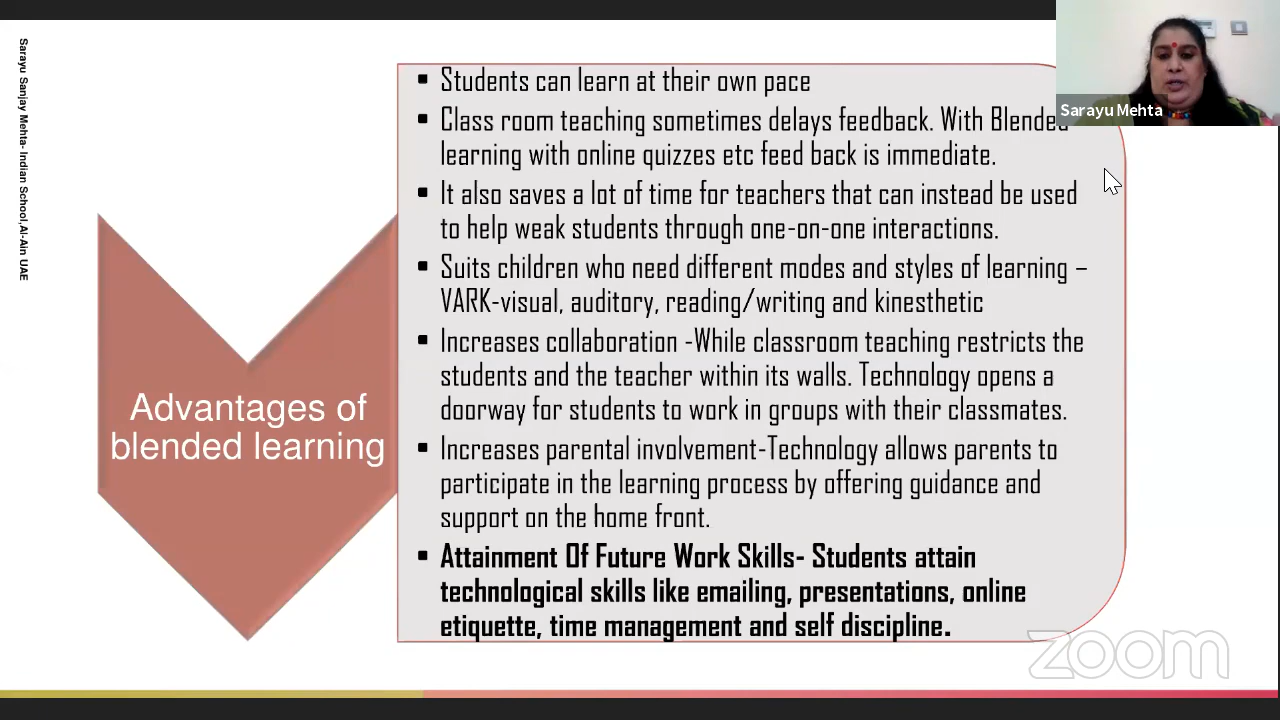 Sarayu Sanjay Mehta- Indian School,Al-Ain UAE
Advantages of
blended learning
▪ Students can learn at their own pace
▪ Class room teaching sometimes delays feedback. With Blended
learning with online quizzes etc feed back is immediate.
▪ It also saves a lot of time for teachers that can instead be used
to help weak students through one-on-one interactions.
▪ Suits children who need different modes and styles of learning –
VARK-visual, auditory, reading/writing and kinesthetic
▪ Increases collaboration -While classroom teaching restricts the
students and the teacher within its walls. Technology opens a
doorway for students to work in groups with their classmates.
▪ Increases parental involvement-Technology allows parents to
participate in the learning process by offering guidance and
support on the home front.
▪ Attainment Of Future Work Skills- Students attain
technological skills like emailing, presentations, online
etiquette, time management and self discipline.
Sarayu Mehta
zoom